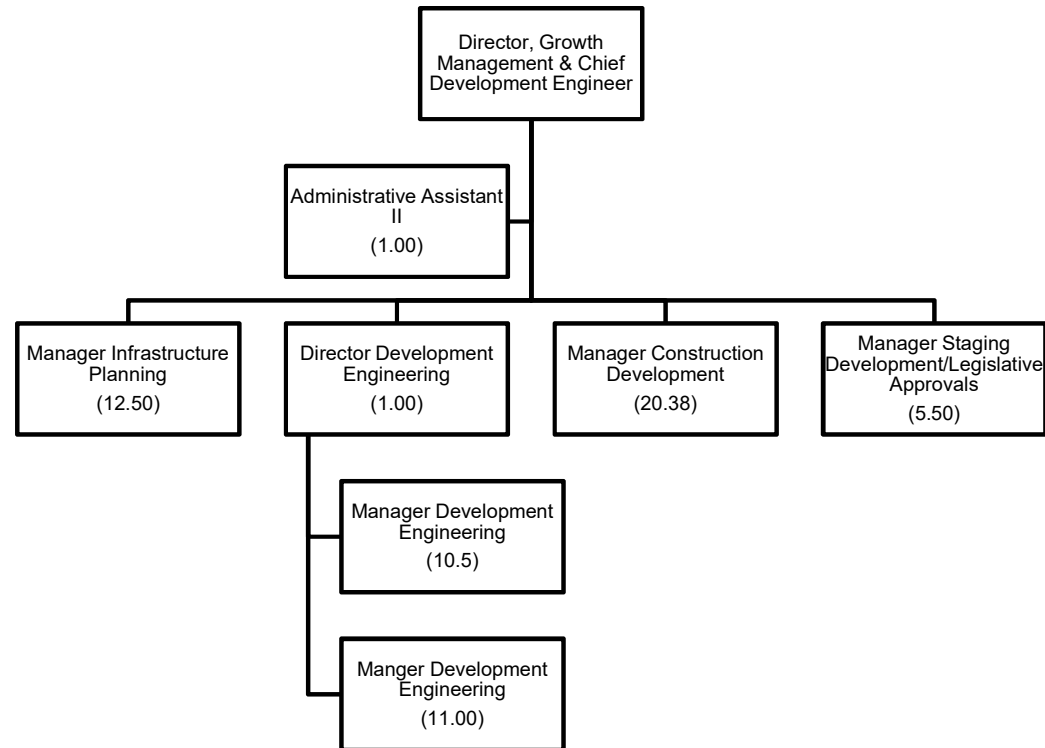 Director, Growth
Management & Chief
Development Engineer
Administrative Assistant
II
(1.00)
Manager Infrastructure
Planning
(12.50)
Director Development
Engineering
(1.00)
Manager Construction
Development
(20.38)
Manager Staging
Development/Legislative
Approvals
(5.50)
Manager Development
Engineering
(10.5)
Manger Development
Engineering
(11.00)